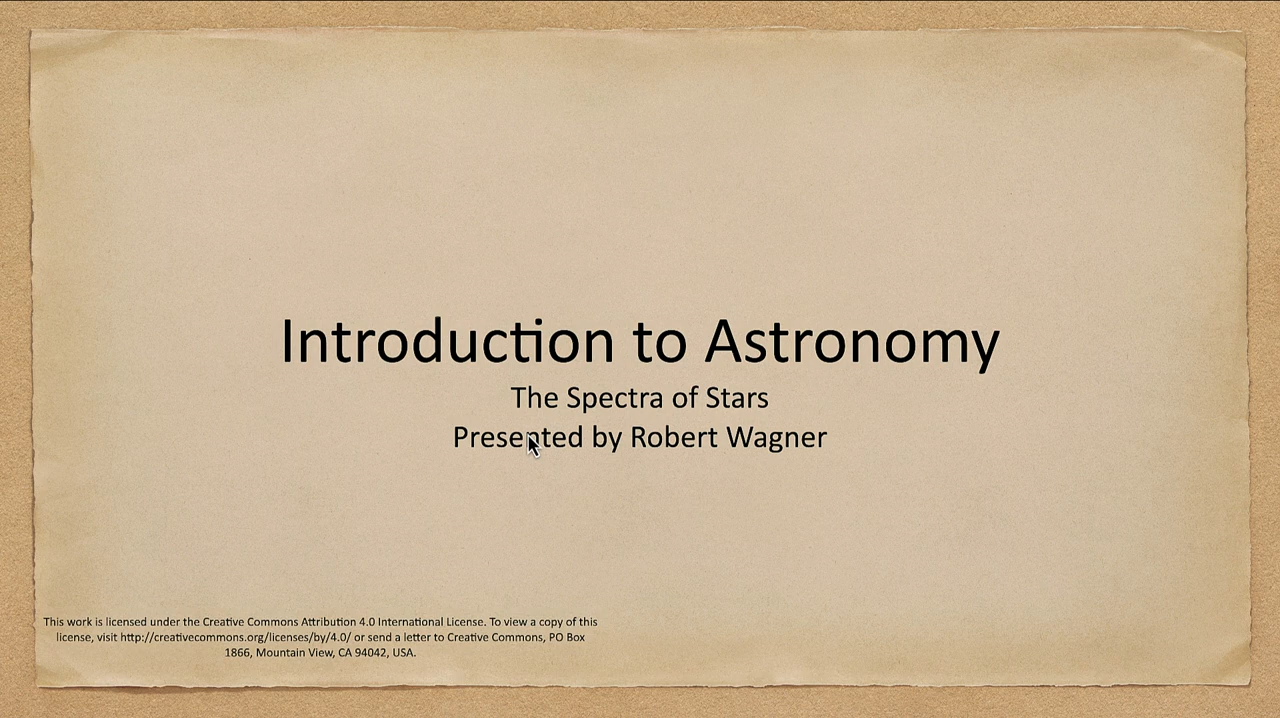 Introduction to Astronomy
The Spectra of Stars
Presented by Robert Wagner
This work is licensed under the Creative Commons Attribution 4.0 International License. To view a copy of this
license, visit http://creativecommons.org/licenses/by/4.0/ or send a letter to Creative Commons, PO Box
1866, Mountain View, CA 94042, USA.